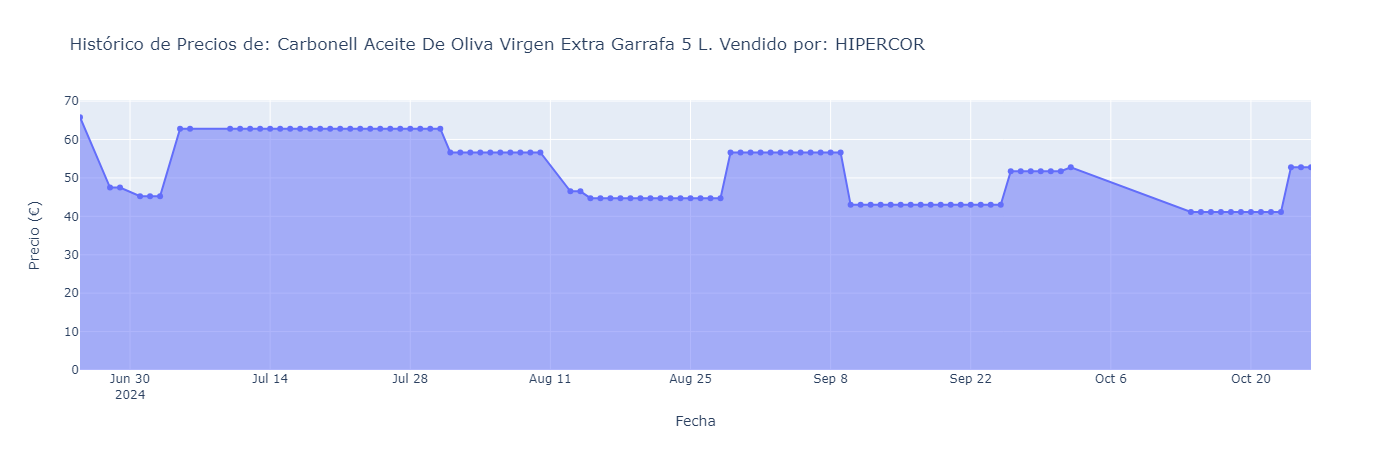 Histórico de Precios de: Carbonell Aceite De Oliva Virgen Extra Garrafa 5 L. Vendido por: HIPERCOR
70
60
50
40
30
20
10
0
Precio (€)
Jun 30 Jul 14 Jul 28 Aug 11 Aug 25 Sep 8 Sep 22 Oct 6 Oct 20
2024
Fecha